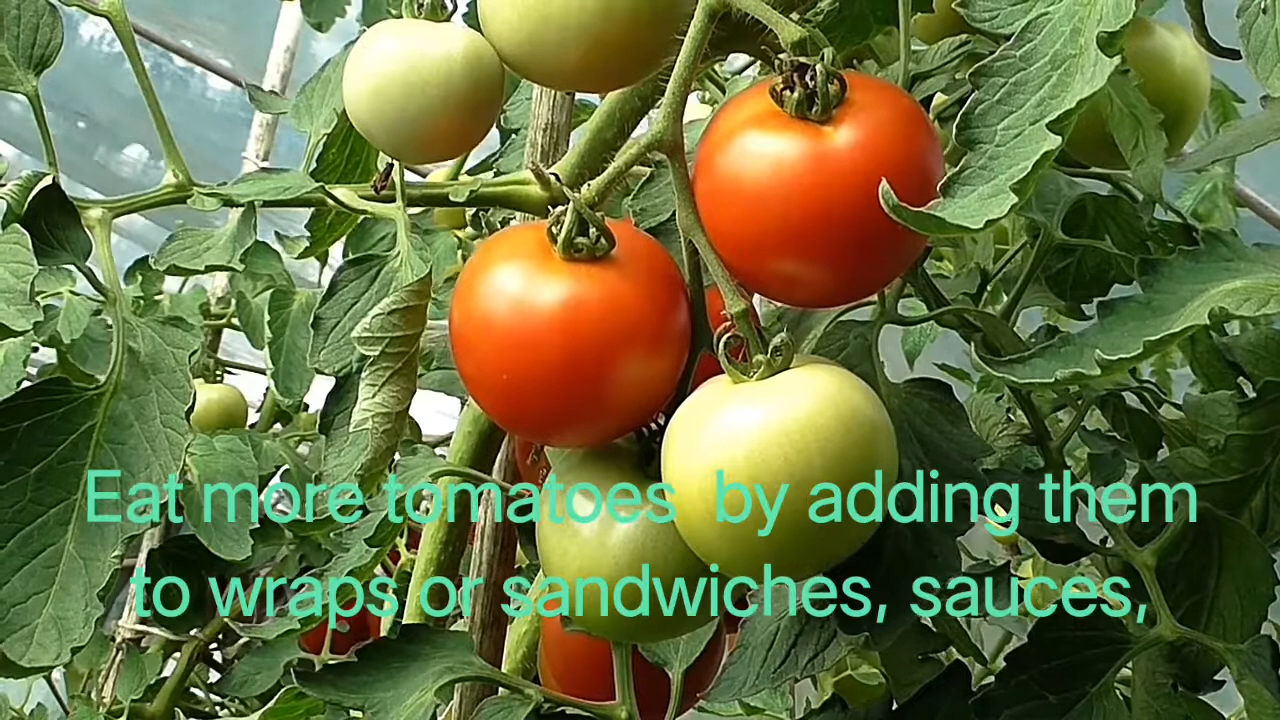 Eat more tomatoes  by adding them
to wraps or sandwiches, sauces,